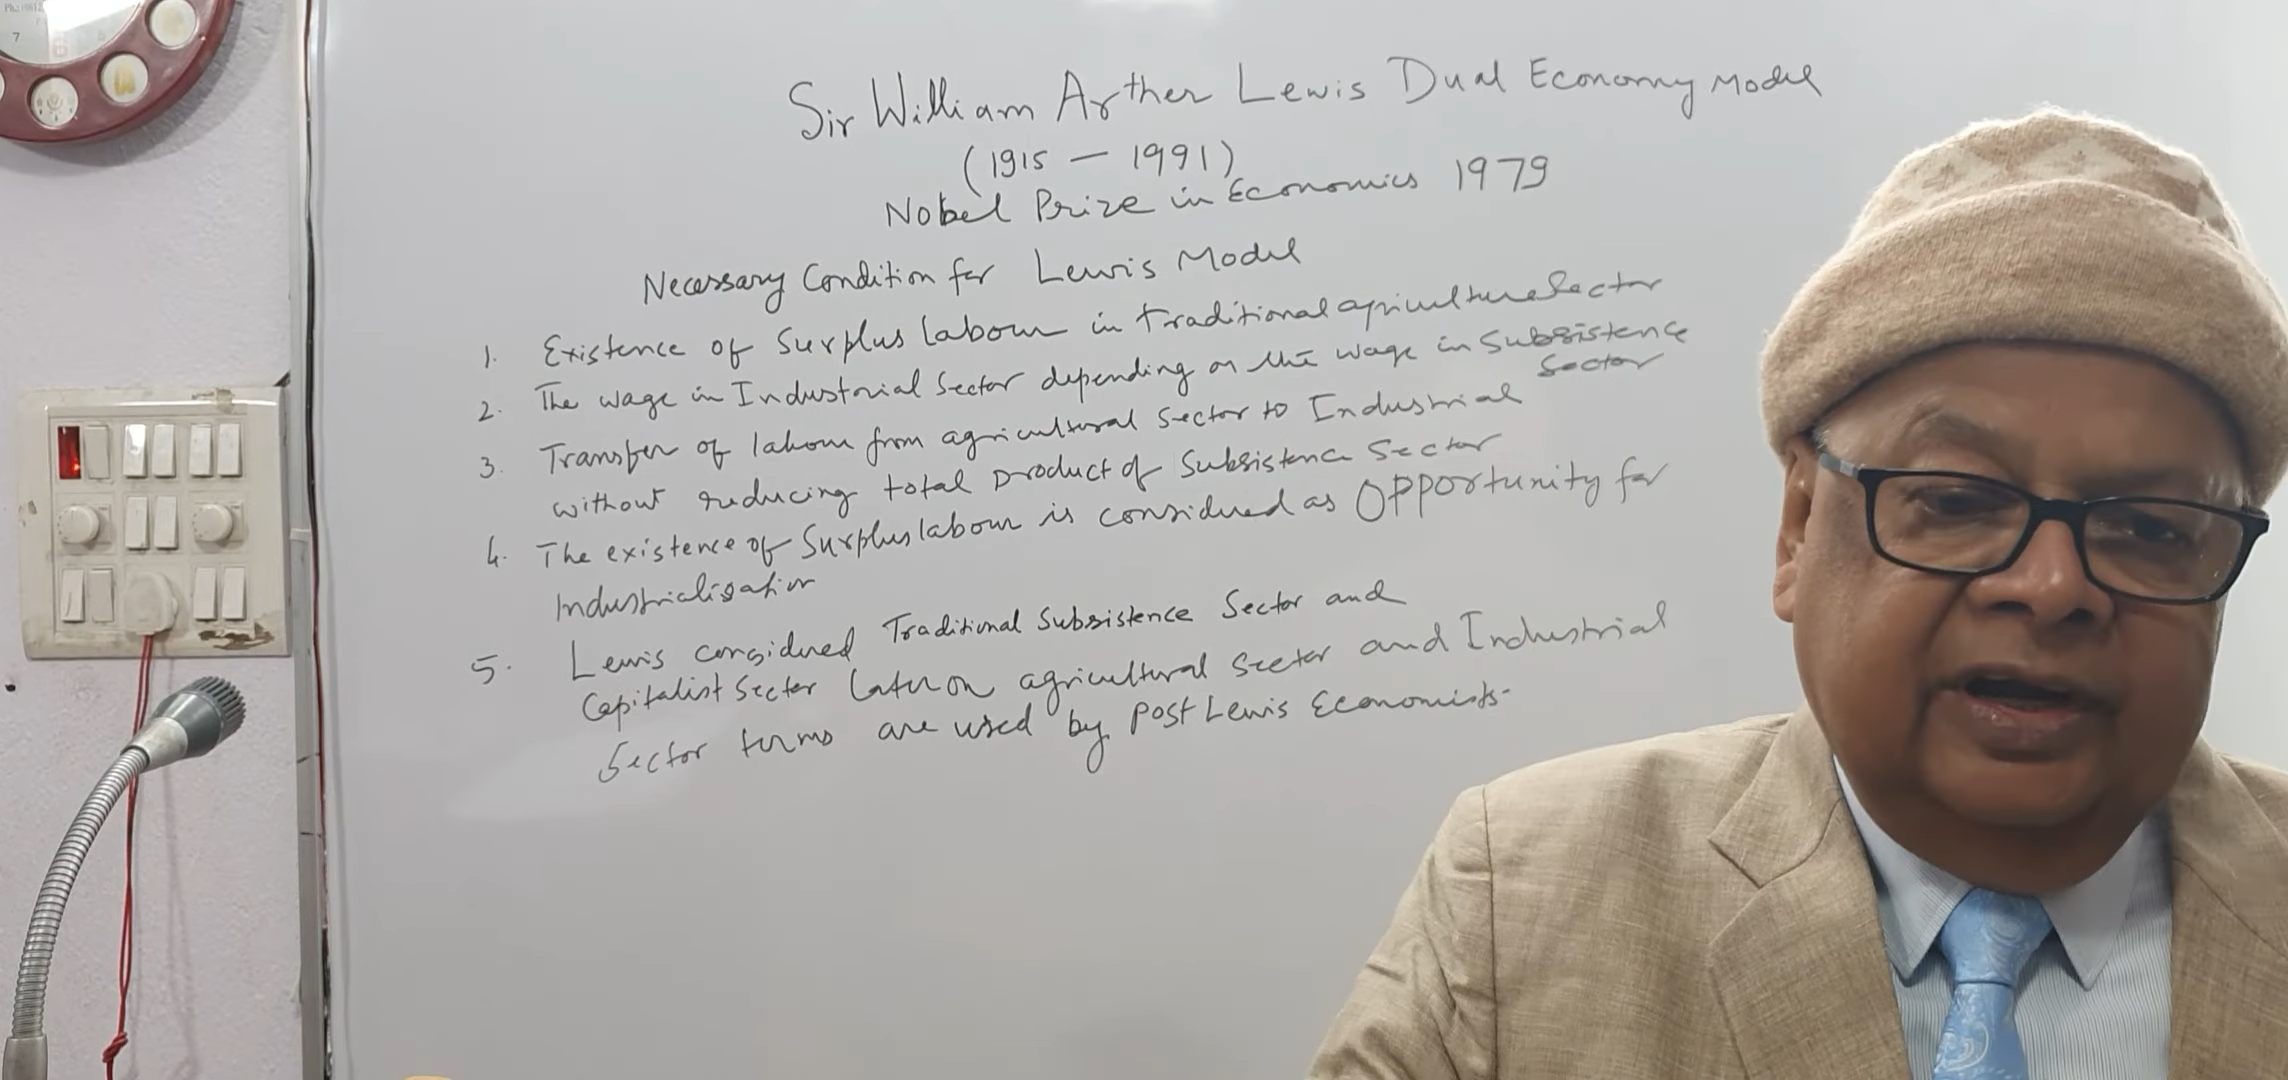 Sir William Arther Lewis Dual Economy Model
(1915 — 1991)
Nobel Prize in Economics 1979
Necessary Condition for Lewis Model
1. Existence of Surplus labour in traditional agriculture Sector
2. The wage in Industrial Sector depending on the wage in Subsistence
Sector
3. Transfer of labour from agricultural Sector to Industrial
without reducing total product of Subsistence Sector
4. The existence of Surplus labour is considered as Opportunity for
Industrialisation
5. Lewis considered Traditional Subsistence Sector and
Capitalist Sector later on agricultural Sector and Industrial
Sector terms are used by Post Lewis Economists.
7